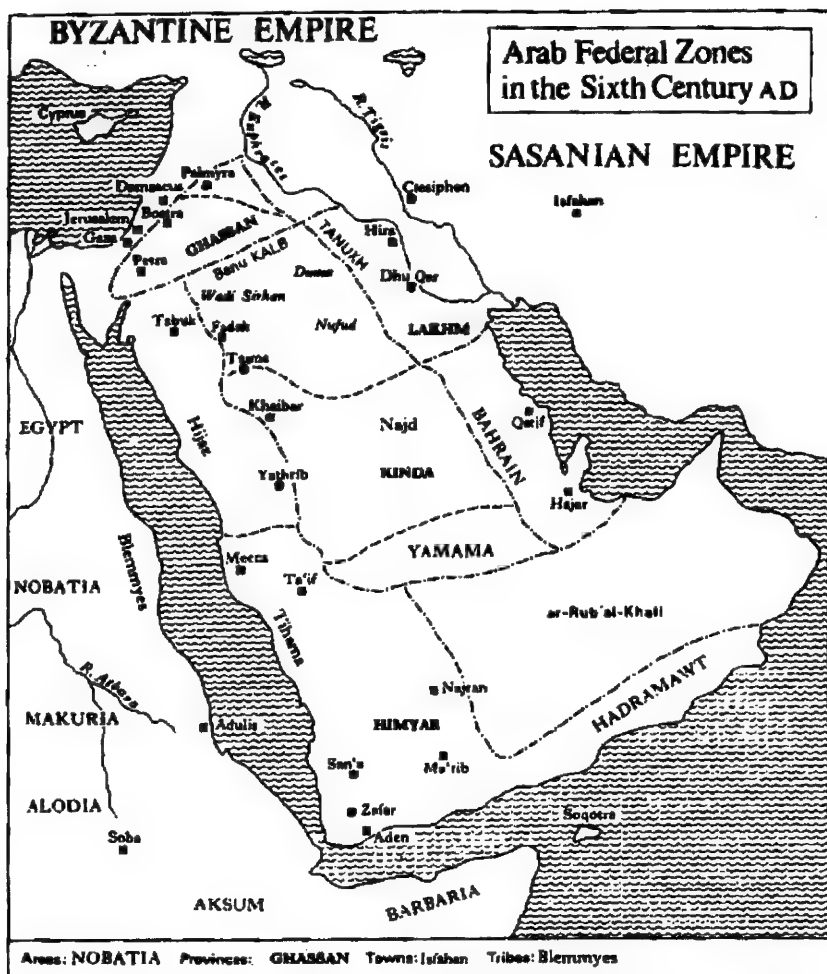 BYZANTINE EMPIRE
Arab Federal Zones
in the Sixth Century AD
R. Euphrates
R. Tigris
Cyprus
SASANIAN EMPIRE
Palmyra
Damascus
Ctesiphon
Isfahan
Jerusalem
Bostra
Gaza
GHASSAN
TANUKH
Hira
Petra
Banu KALB
Dumat
Dhu Qar
Wadi Sirhan
Tabuk
Fadak
Nufud
LAKHM
Tayma
Khaibar
EGYPT
Hijaz
Najd
BAHRAIN
Qatif
Yathrib
KINDA
Hajar
Blemmyes
YAMAMA
Mecca
NOBATIA
Ta'if
ar-Rub'al-Khali
Tihama
R. Atbara
Najran
HADRAMAWT
MAKURIA
Adulis
HIMYAR
San'a
Ma'rib
ALODIA
Zafar
Soqotra
Soba
Aden
AKSUM
BARBARIA
Areas: NOBATIA Provinces: GHASSAN Towns: Isfahan Tribes: Blemmyes